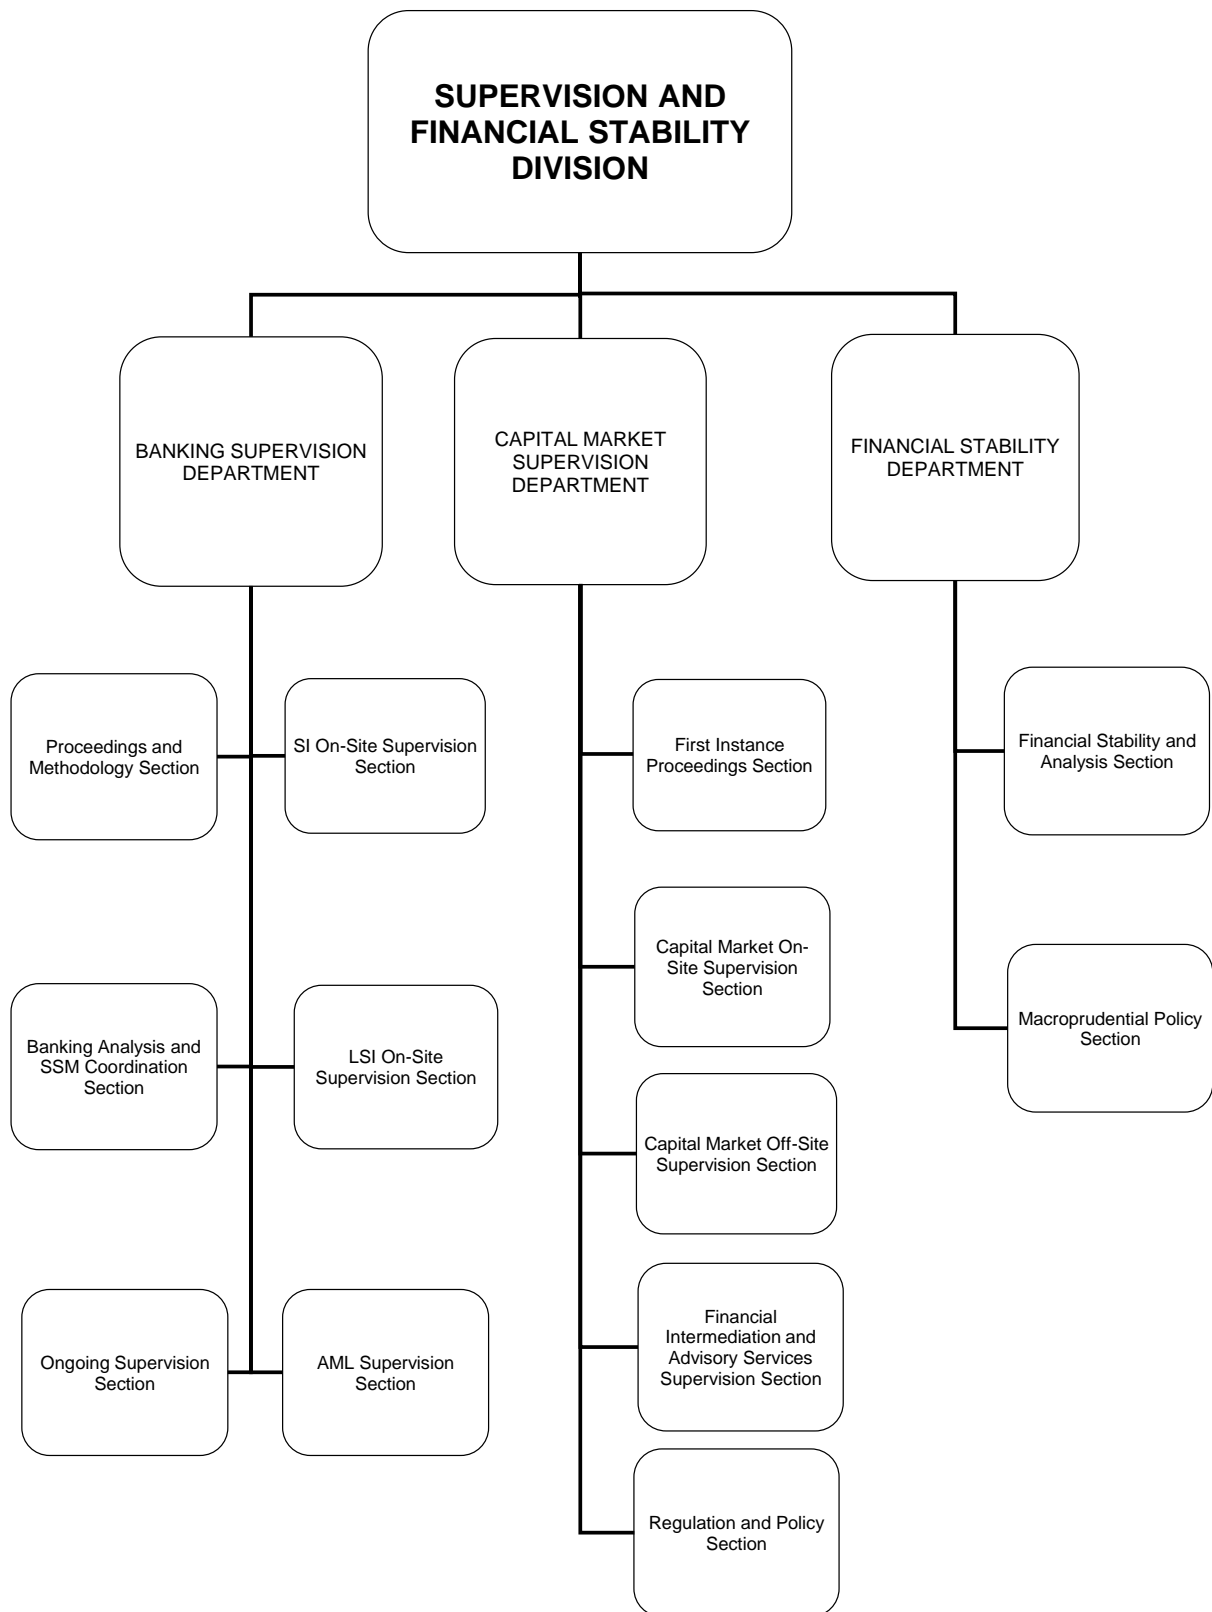 SUPERVISION AND
FINANCIAL STABILITY
DIVISION
BANKING SUPERVISION
DEPARTMENT
CAPITAL MARKET
SUPERVISION
DEPARTMENT
FINANCIAL STABILITY
DEPARTMENT
Proceedings and
Methodology Section
SI On-Site Supervision
Section
First Instance
Proceedings Section
Financial Stability and
Analysis Section
Capital Market On-
Site Supervision
Section
Banking Analysis and
SSM Coordination
Section
LSI On-Site
Supervision Section
Macroprudential Policy
Section
Capital Market Off-Site
Supervision Section
Ongoing Supervision
Section
AML Supervision
Section
Financial
Intermediation and
Advisory Services
Supervision Section
Regulation and Policy
Section